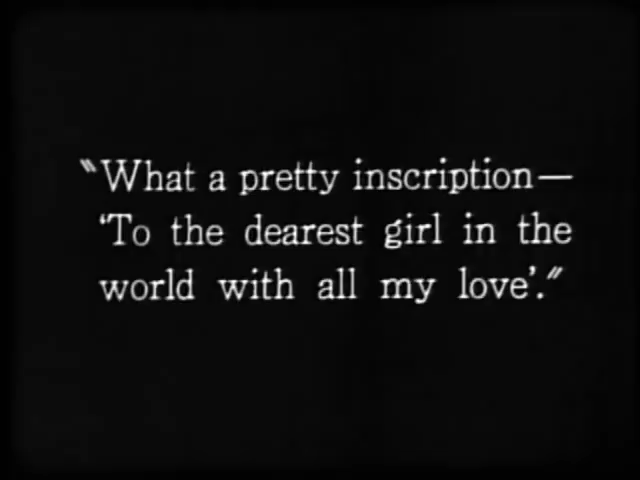 "What a pretty inscription—
'To the dearest girl in the
world with all my love'."